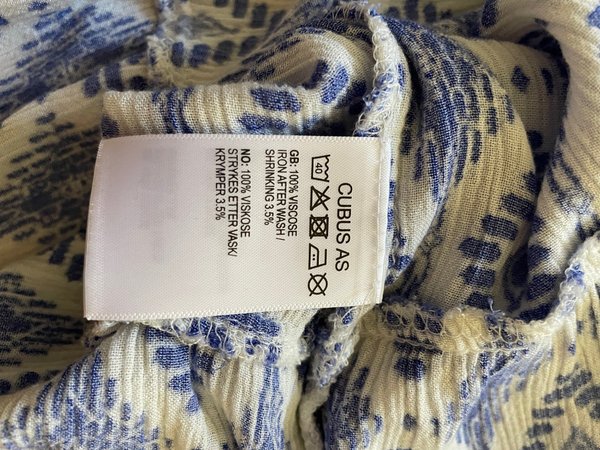 CUBUS AS
40
GB: 100% VISCOSE
IRON AFTER WASH /
SHRINKING 3.5%
NO: 100% VISKOSE
STRYKES ETTER VASK/
KRYMPER 3.5%